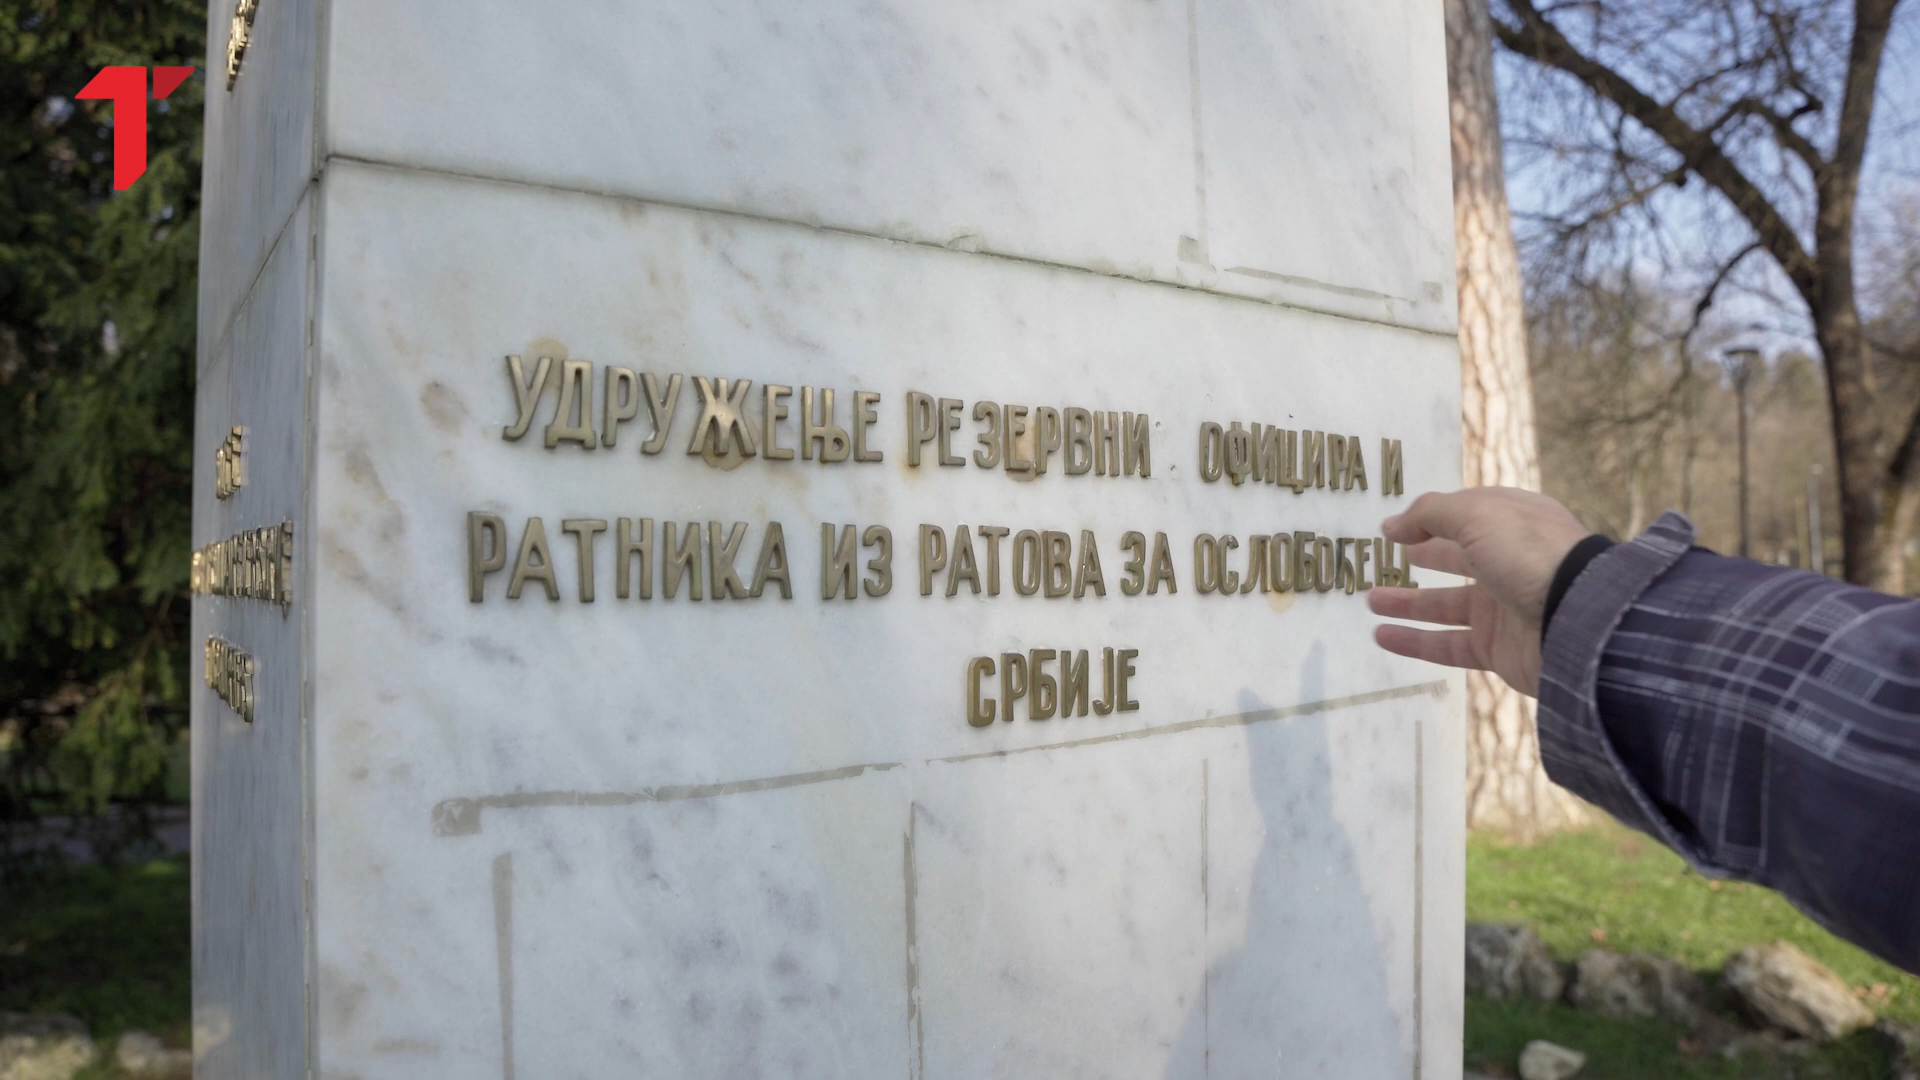 УДРУЖЕЊЕ РЕЗЕРВНИ ОФИЦИРА И
РАТНИКА ИЗ РАТОВА ЗА ОСЛОБОЂЕЊЕ
СРБИЈЕ